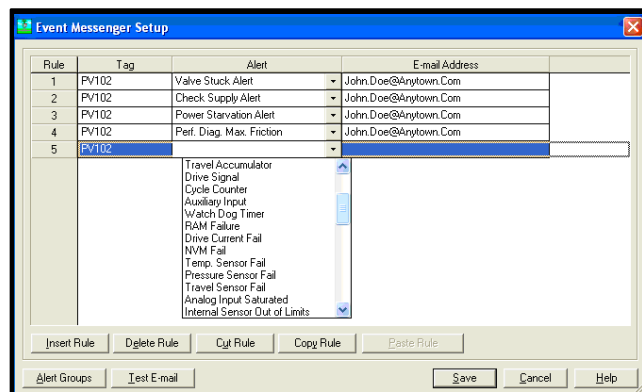 Event Messenger Setup
Rule Tag Alert E-mail Address
1 PV102 Valve Stuck Alert John.Doe@Anytown.Com
2 PV102 Check Supply Alert John.Doe@Anytown.Com
3 PV102 Power Starvation Alert John.Doe@Anytown.Com
4 PV102 Perf. Diag. Max. Friction John.Doe@Anytown.Com
5 PV102
Travel Accumulator
Drive Signal
Cycle Counter
Auxiliary Input
Watch Dog Timer
RAM Failure
Drive Current Fail
NVM Fail
Temp. Sensor Fail
Pressure Sensor Fail
Travel Sensor Fail
Analog Input Saturated
Internal Sensor Out of Limits
Insert Rule Delete Rule Cut Rule Copy Rule Paste Rule
Alert Groups Test E-mail Save Cancel Help